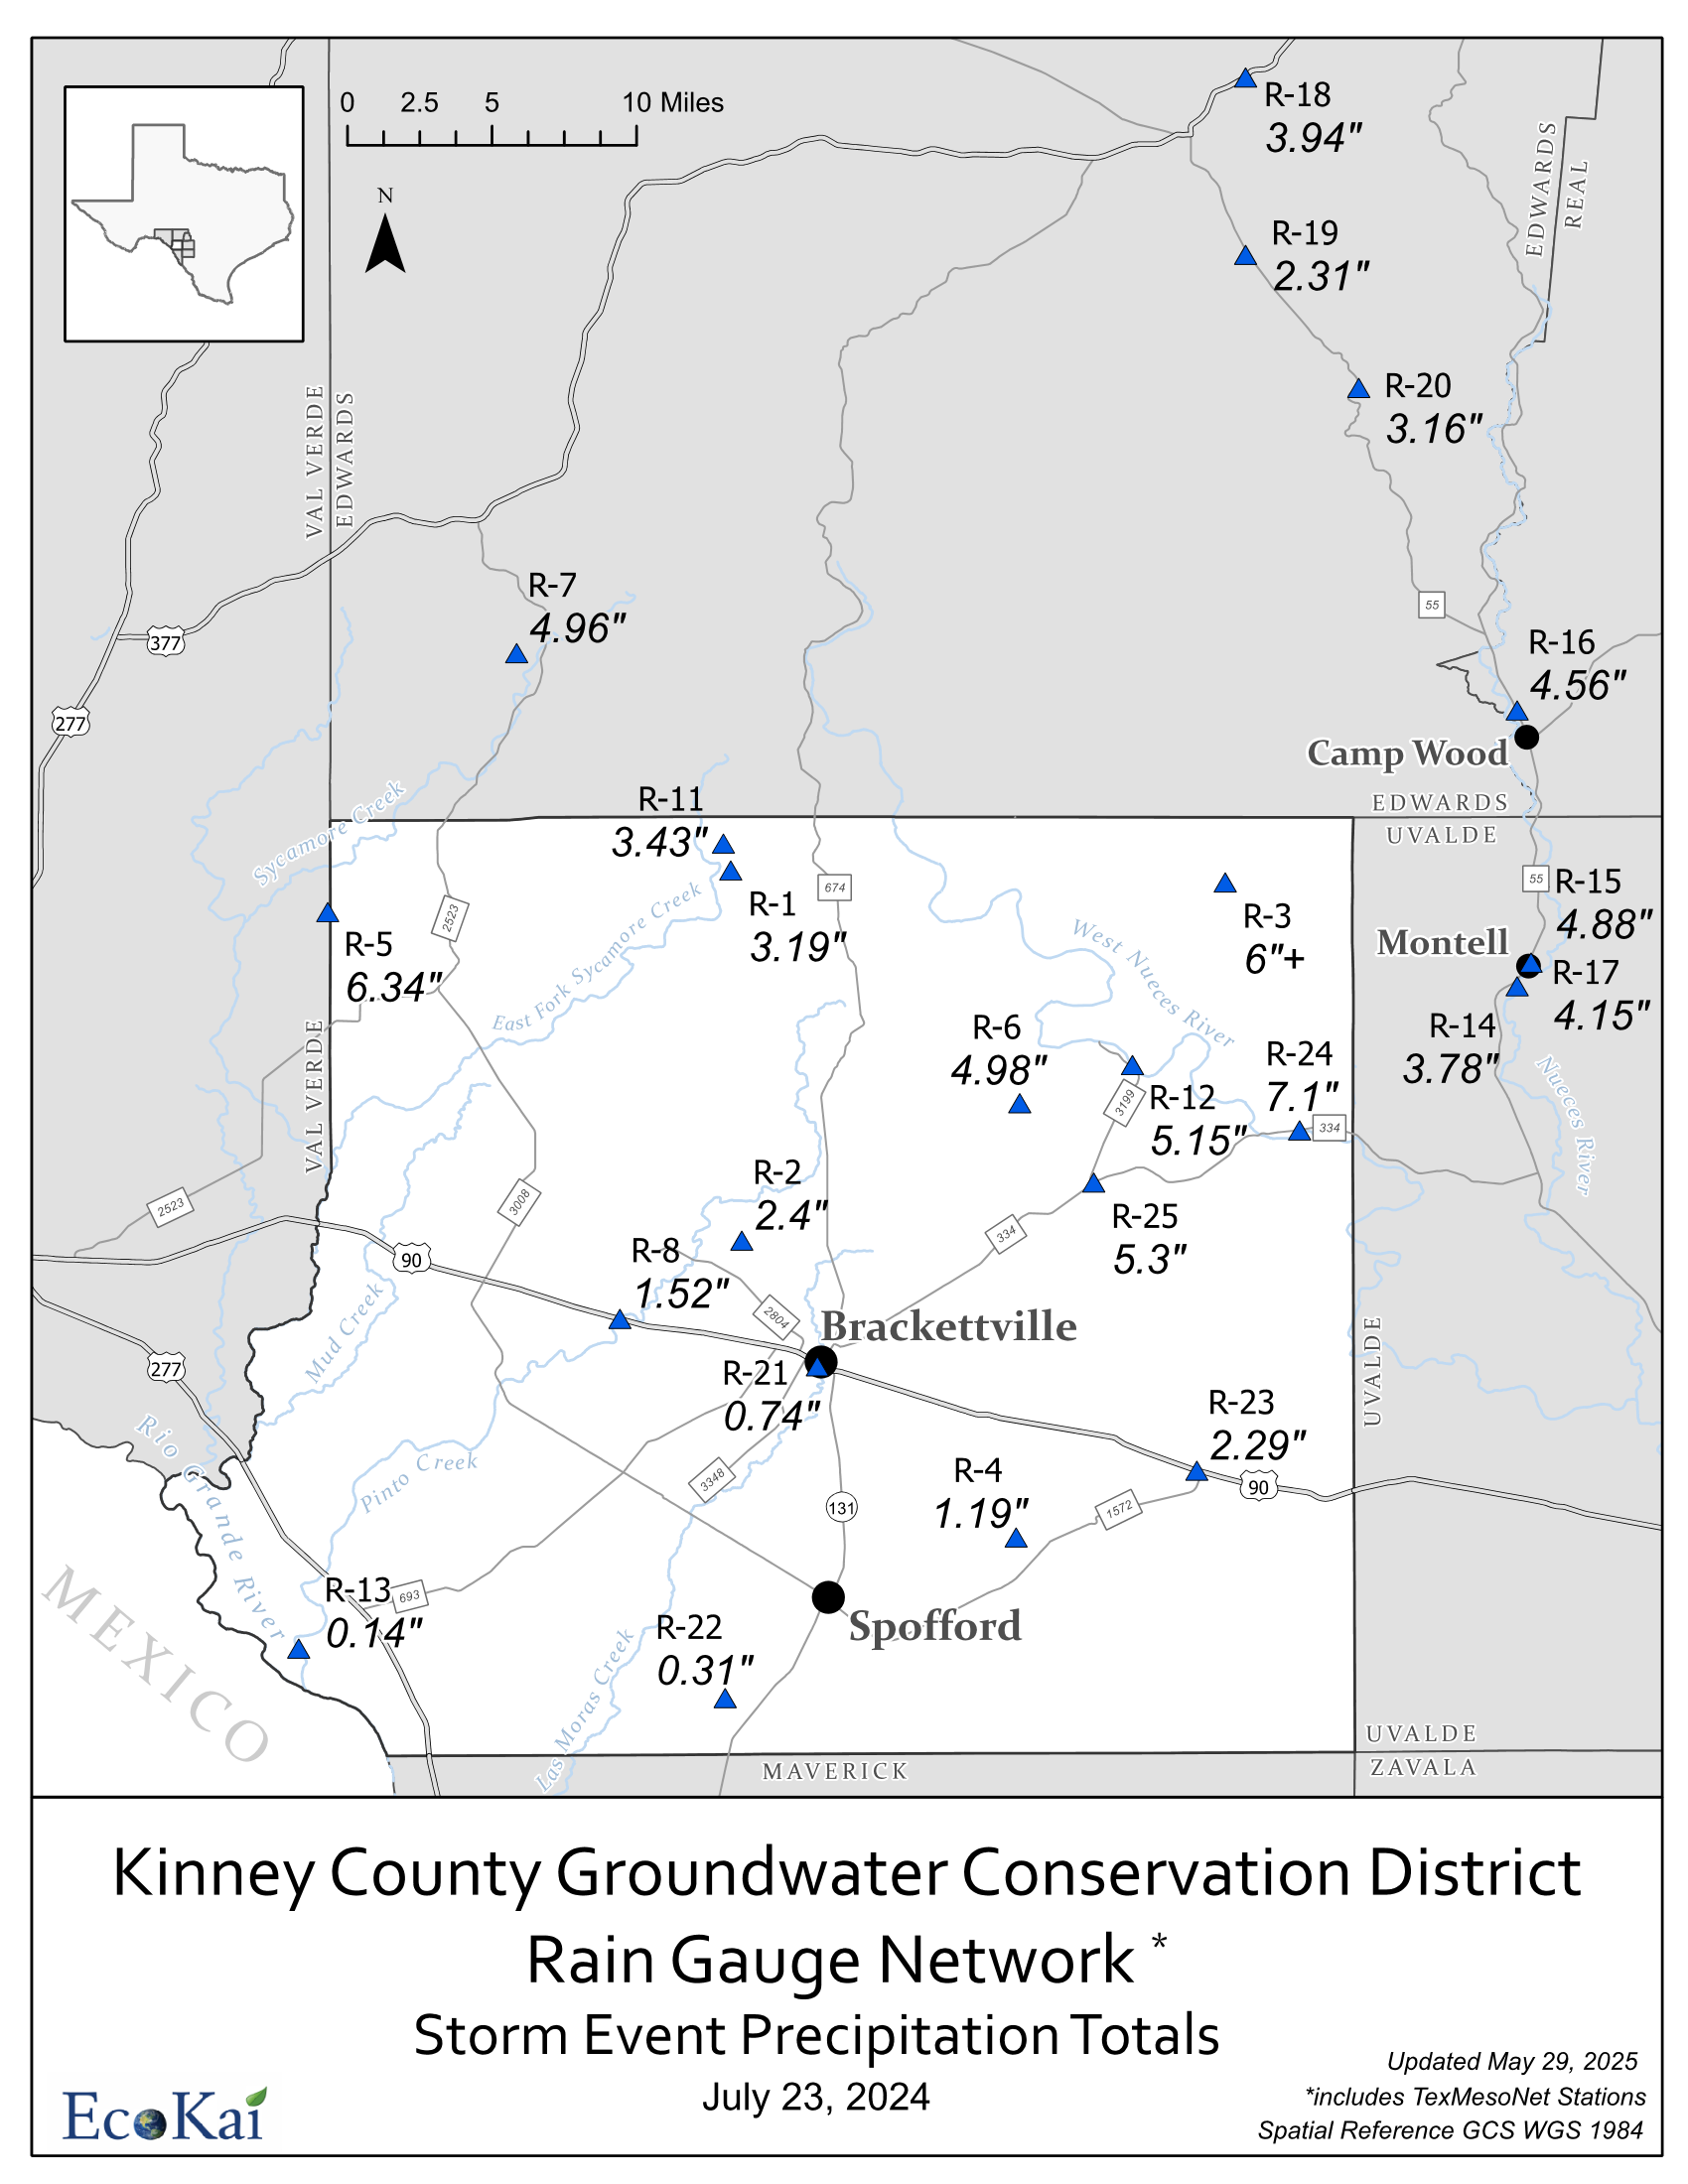 0 2.5 5 10 Miles
N
R-18
3.94"
EDWARDS
REAL
R-19
2.31"
R-20
3.16"
VAL VERDE
EDWARDS
R-7
4.96"
55
377
R-16
4.56"
277
Camp Wood
EDWARDS
UVALDE
Sycamore Creek
R-11
3.43"
R-1
3.19"
674
R-3
6"+
55
R-15
4.88"
Montell
R-17
4.15"
R-14
3.78"
2523
R-5
6.34"
East Fork Sycamore Creek
West Nueces River
R-6
4.98"
R-24
7.1"
R-12
5.15"
3199
334
Nueces River
VAL VERDE
2523
3008
R-2
2.4"
R-25
5.3"
334
90
R-8
1.52"
2804
Brackettville
Mud Creek
277
R-21
0.74"
UVALDE
R-23
2.29"
90
Rio Grande River
Pinto Creek
3348
131
R-4
1.19"
1572
MEXICO
R-13
0.14"
693
Spofford
R-22
0.31"
Las Moras Creek
UVALDE
ZAVALA
MAVERICK
Kinney County Groundwater Conservation District
Rain Gauge Network *
Storm Event Precipitation Totals
July 23, 2024
Updated May 29, 2025
*includes TexMesoNet Stations
Spatial Reference GCS WGS 1984
EcoKai